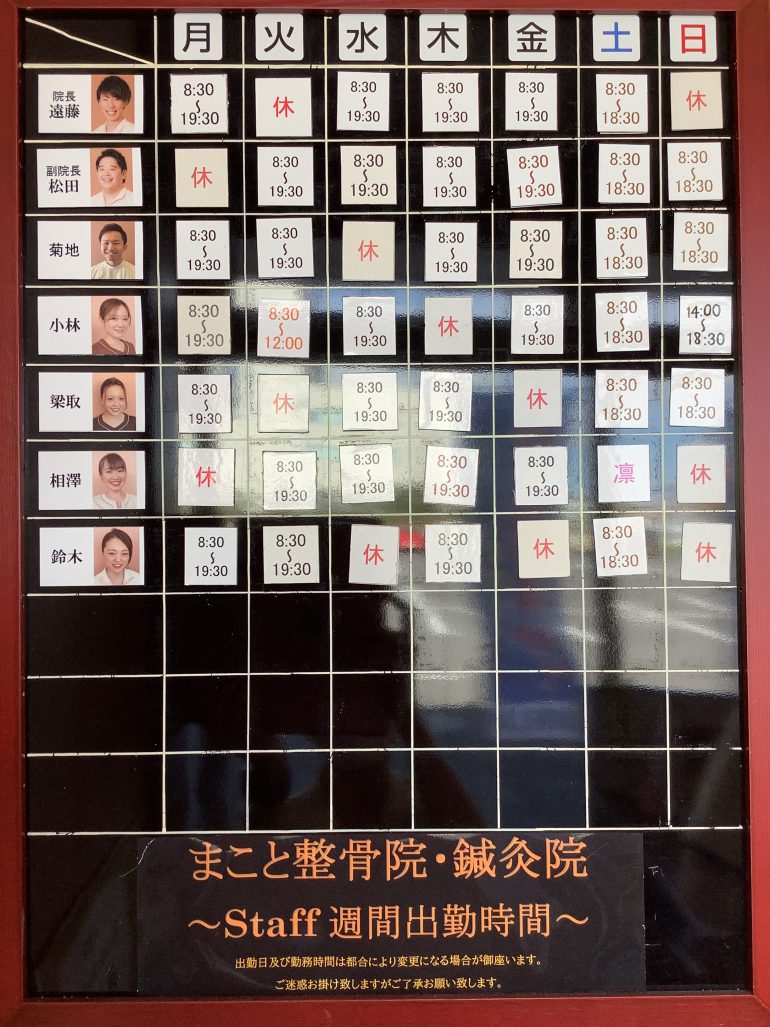 月 火 水 木 金 土 日
院長
遠藤
8:30～19:30 休 8:30～19:30 8:30～19:30 8:30～19:30 8:30～18:30 休
副院長
松田
休 8:30～19:30 8:30～19:30 8:30～19:30 8:30～19:30 8:30～18:30 8:30～18:30
菊地 8:30～19:30 8:30～19:30 休 8:30～19:30 8:30～19:30 8:30～18:30 8:30～18:30
小林 8:30～19:30 8:30～12:00 8:30～19:30 休 8:30～19:30 8:30～18:30 14:00～18:30
梁取 8:30～19:30 休 8:30～19:30 8:30～19:30 休 8:30～18:30 8:30～18:30
相澤 休 8:30～19:30 8:30～19:30 8:30～19:30 8:30～19:30 凛 休
鈴木 8:30～19:30 8:30～19:30 休 8:30～19:30 休 8:30～18:30 休
まこと整骨院・鍼灸院
～Staff 週間出勤時間～
出勤日及び勤務時間は都合により変更になる場合が御座います。
ご迷惑お掛け致しますがご了承お願い致します。